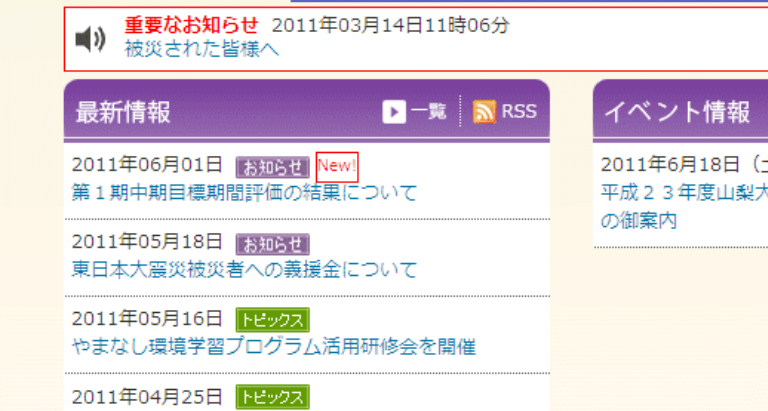 重要なお知らせ 2011年03月14日11時06分
被災された皆様へ
最新情報 一覧 RSS
2011年06月01日 お知らせ New!
第１期中期目標期間評価の結果について
2011年05月18日 お知らせ
東日本大震災被災者への義援金について
2011年05月16日 トピックス
やまなし環境学習プログラム活用研修会を開催
2011年04月25日 トピックス
イベント情報
2011年6月18日（土
平成２３年度山梨大
の御案内